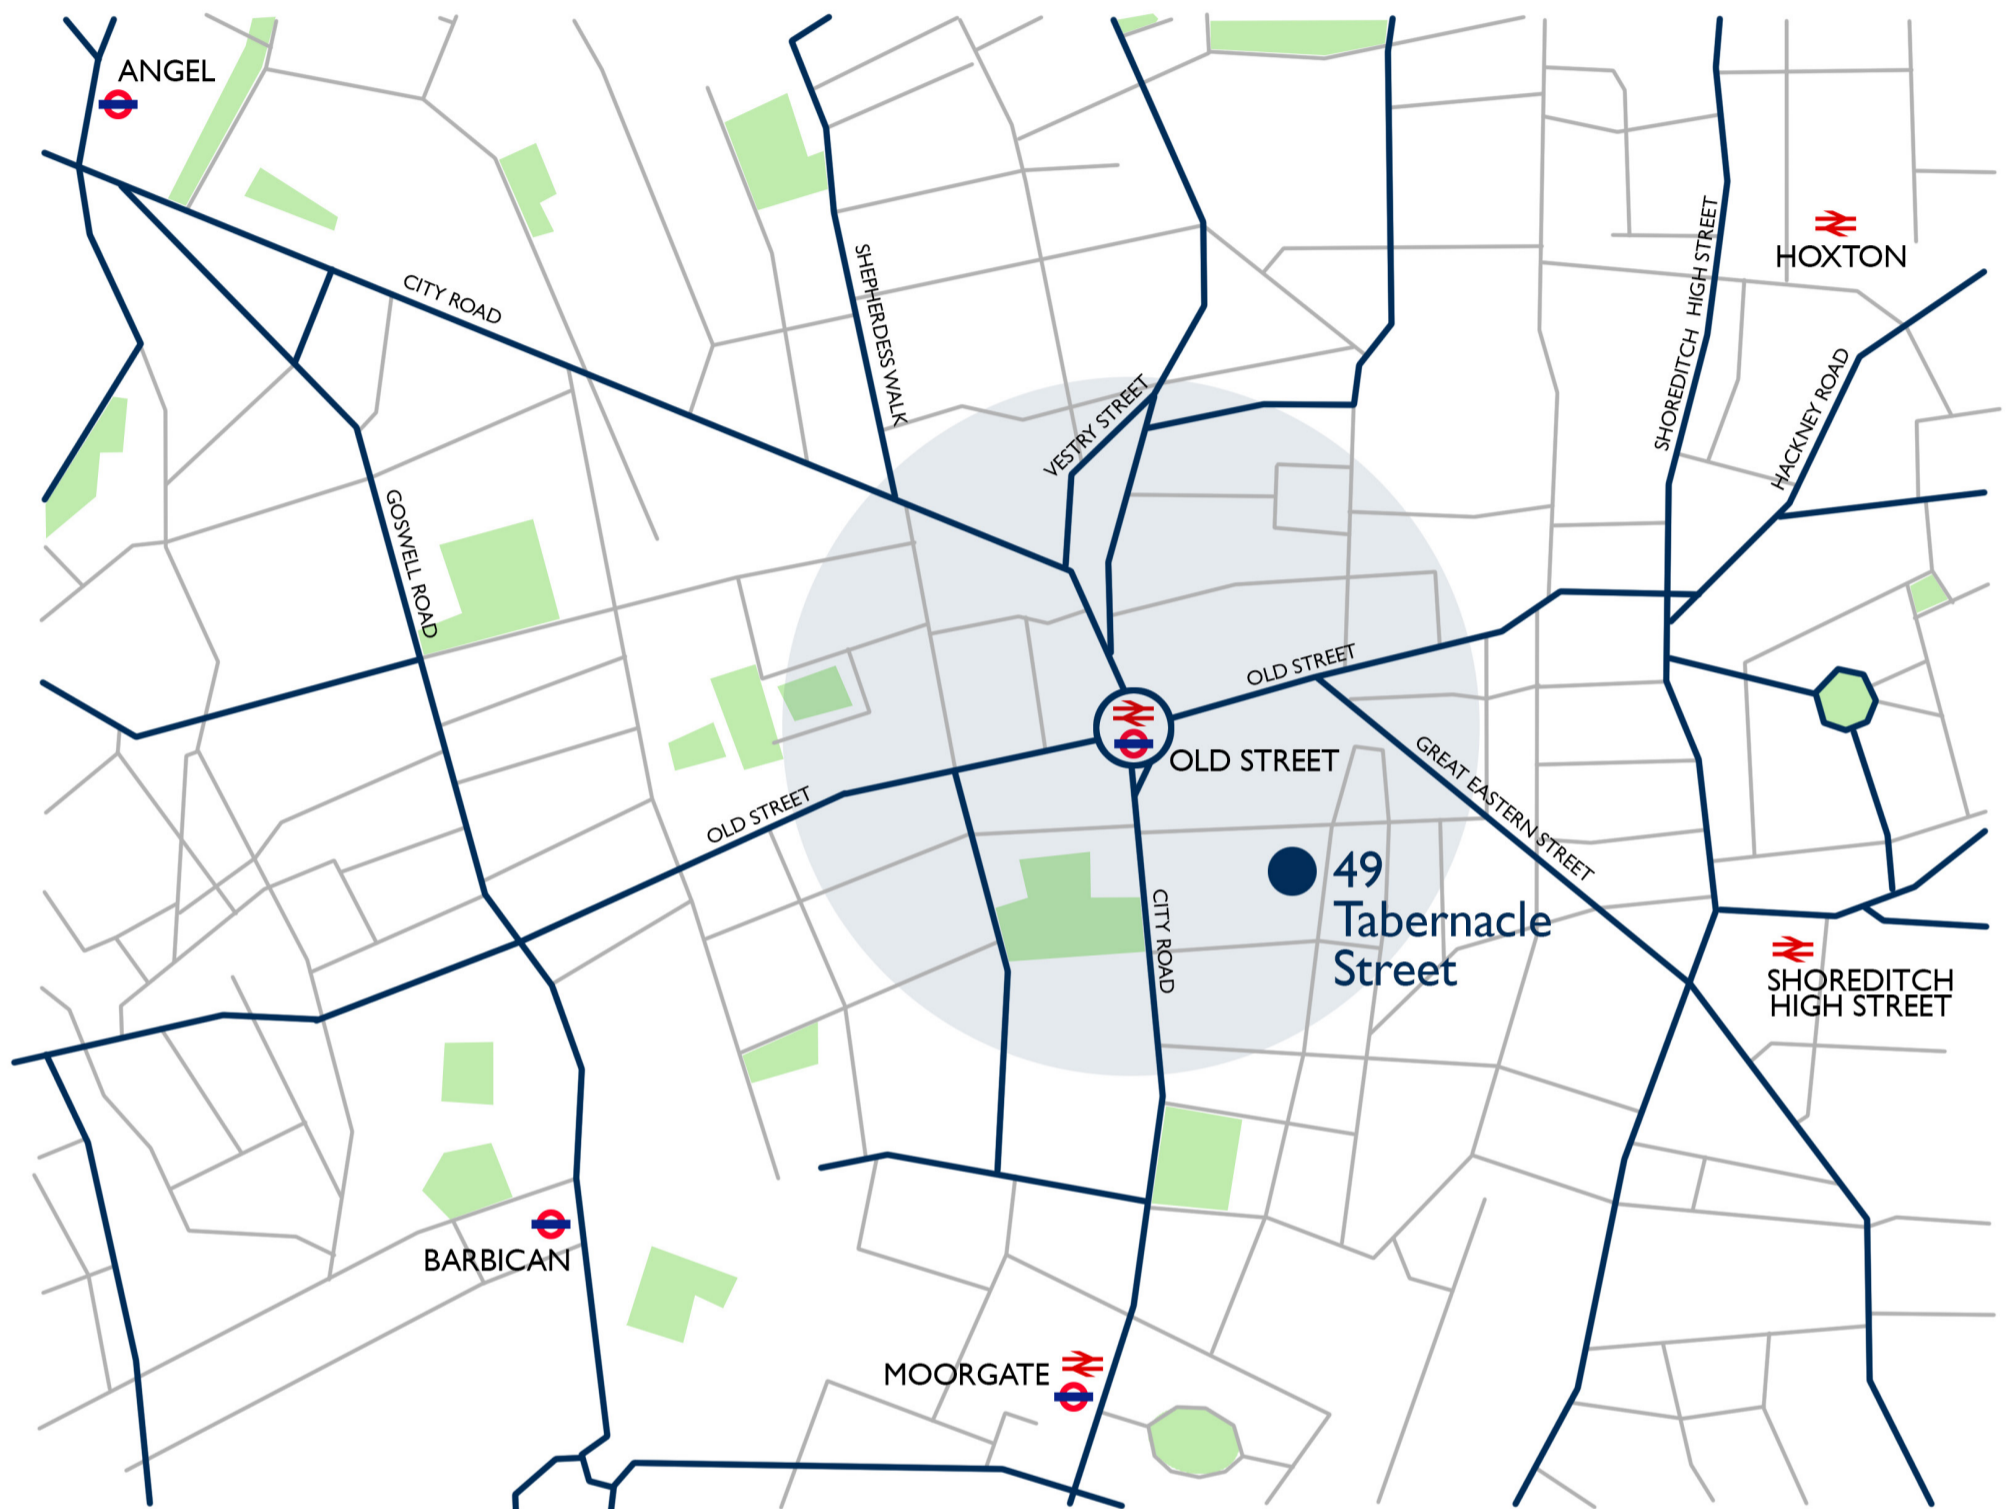 ANGEL
CITY ROAD
SHEPHERDESS WALK
SHOREDITCH HIGH STREET
HOXTON
VESTRY STREET
HACKNEY ROAD
GOSWELL ROAD
OLD STREET
OLD STREET
GREAT EASTERN STREET
OLD STREET
49
Tabernacle
Street
CITY ROAD
SHOREDITCH
HIGH STREET
BARBICAN
MOORGATE